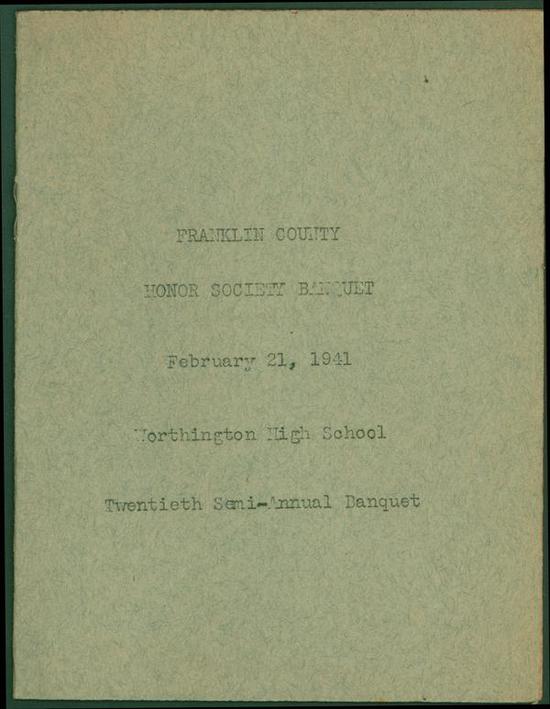 FRANKLIN COUNTY
HONOR SOCIETY BANQUET
February 21, 1941
Worthington High School
Twentieth Semi-Annual Banquet